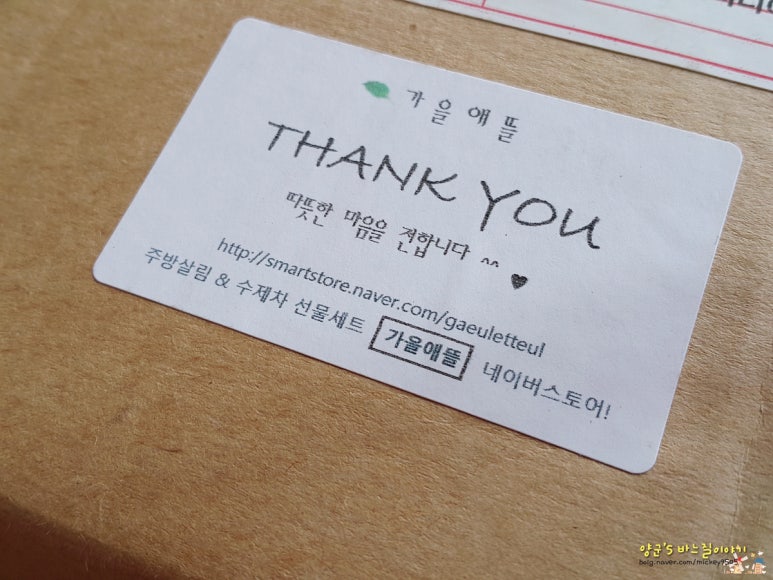 가을애뜰
THANK YOU
따뜻한 마음을 전합니다 ^^
♥
http://smartstore.naver.com/gaeuletteul
주방살림 & 수제차 선물세트 가을애뜰 네이버스토어!
양군's 바느질이야기